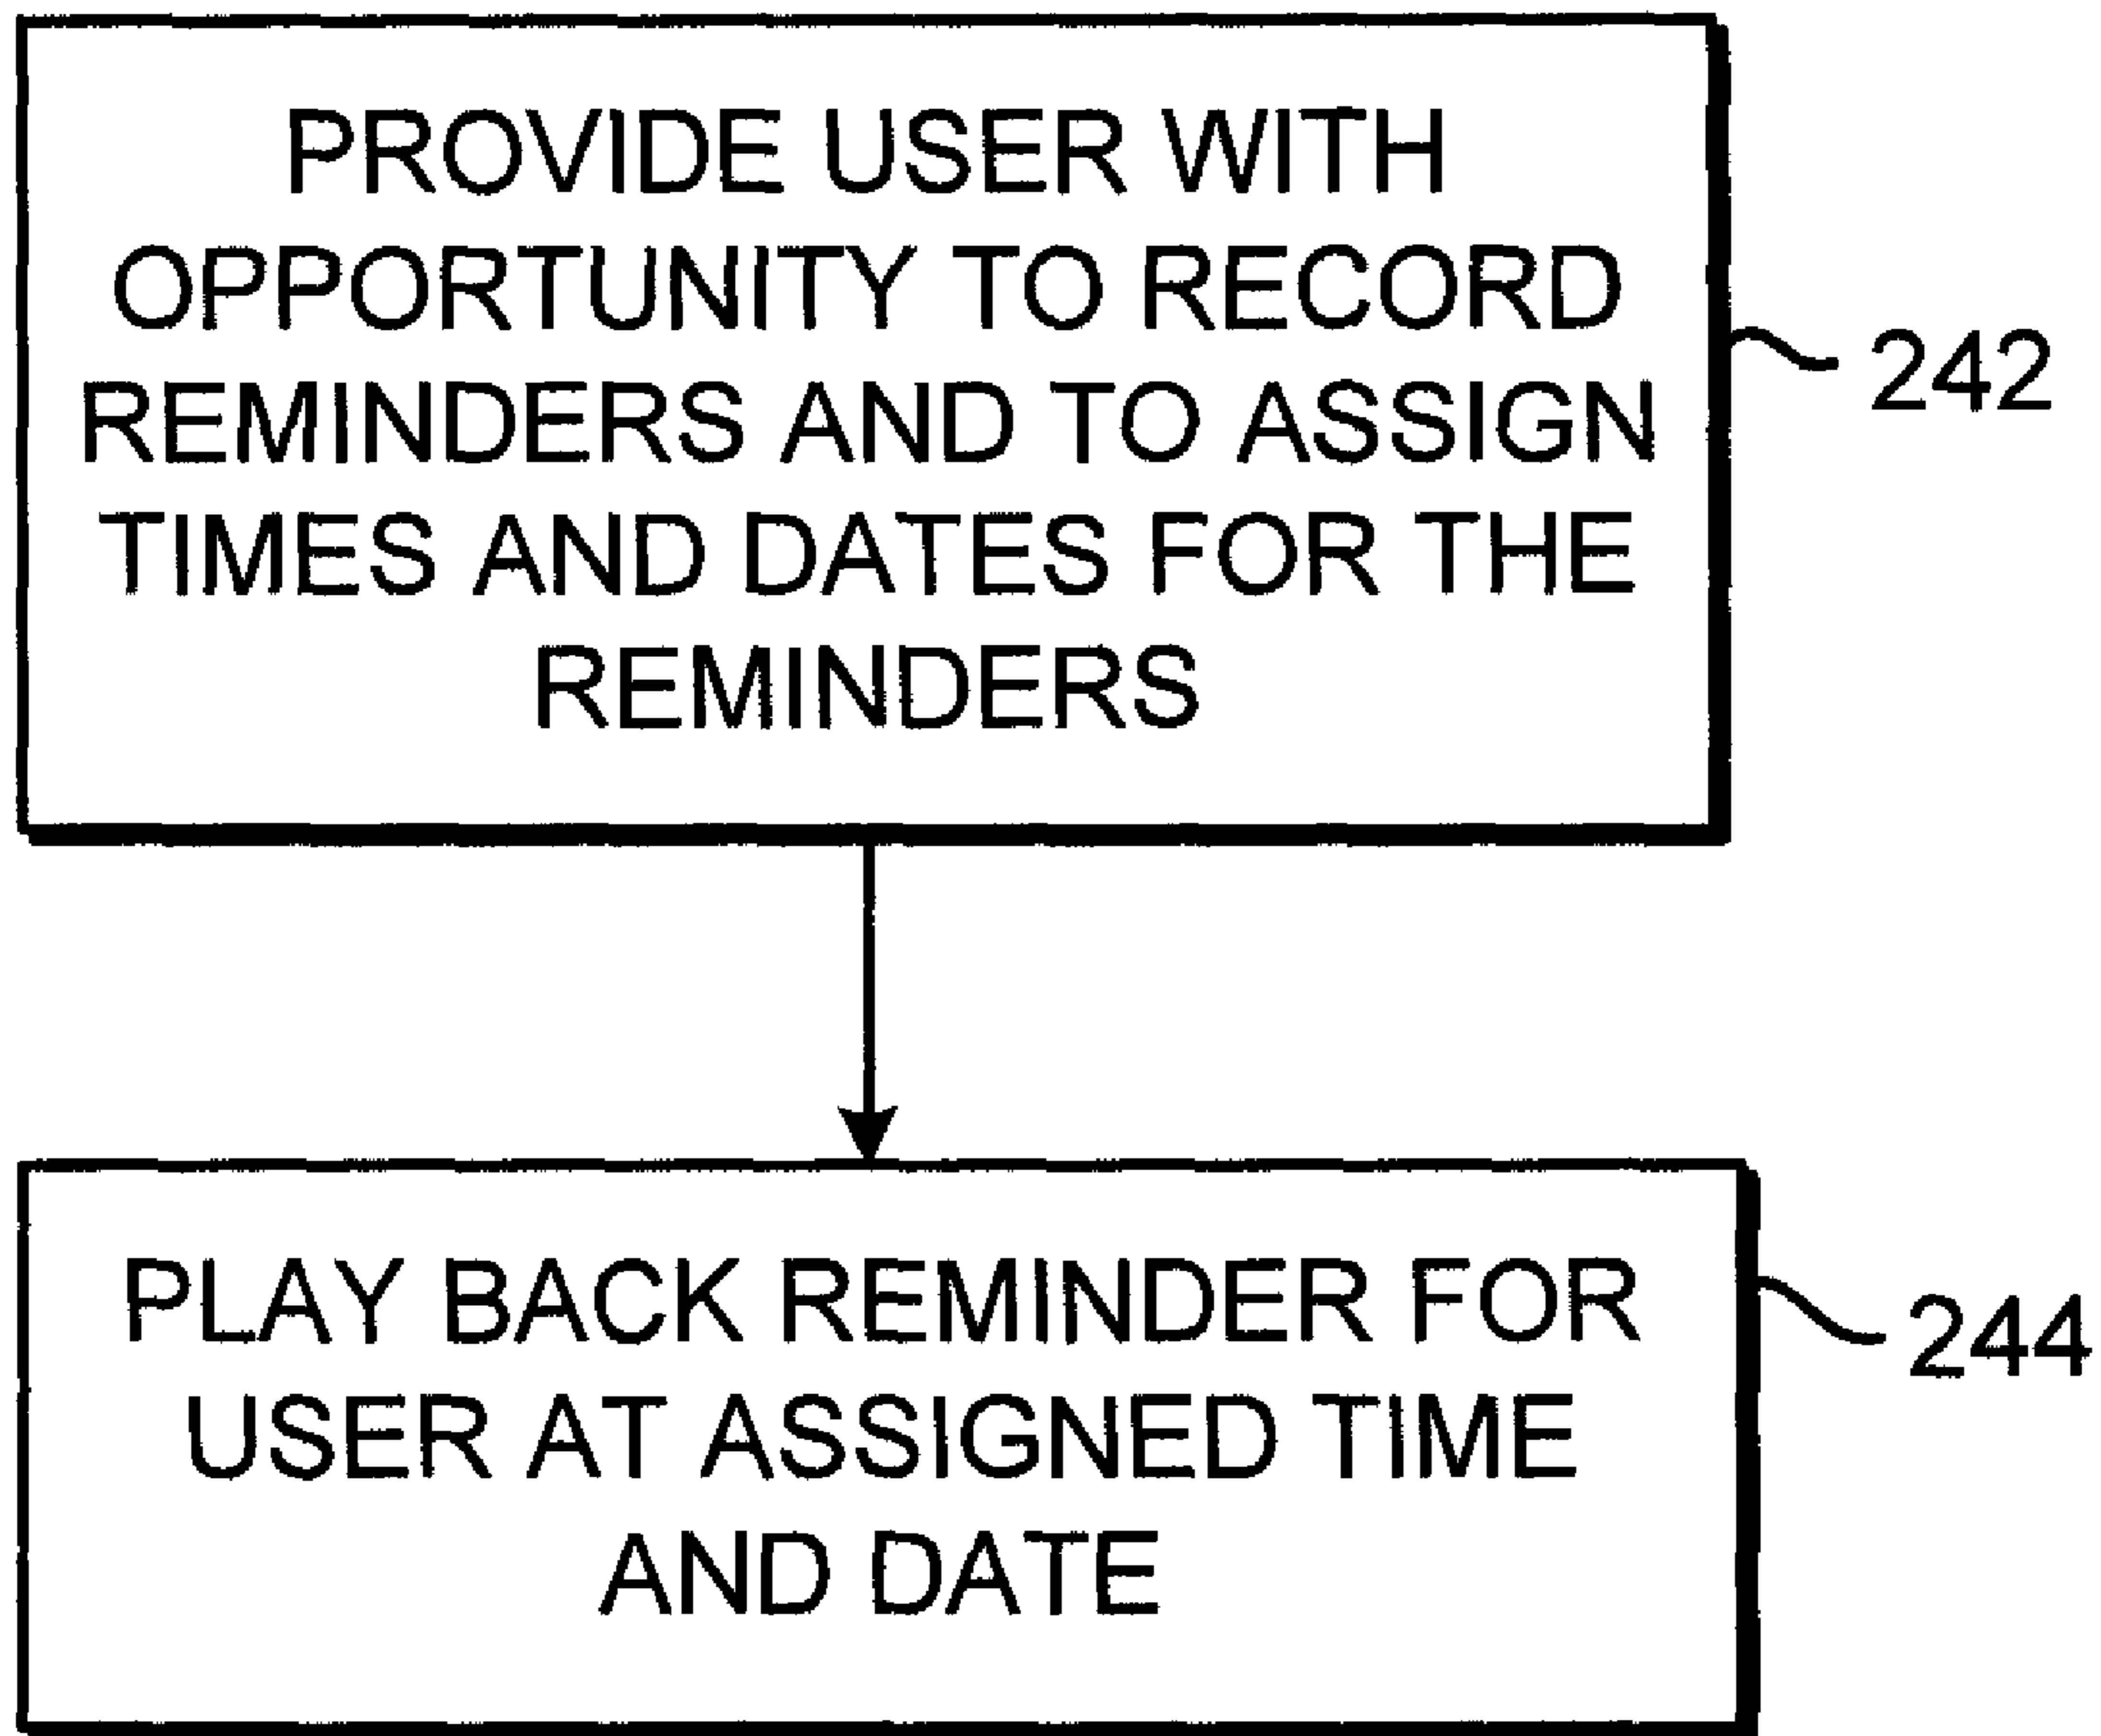 PROVIDE USER WITH
OPPORTUNITY TO RECORD
REMINDERS AND TO ASSIGN
TIMES AND DATES FOR THE
REMINDERS
242
PLAY BACK REMINDER FOR
USER AT ASSIGNED TIME
AND DATE
244